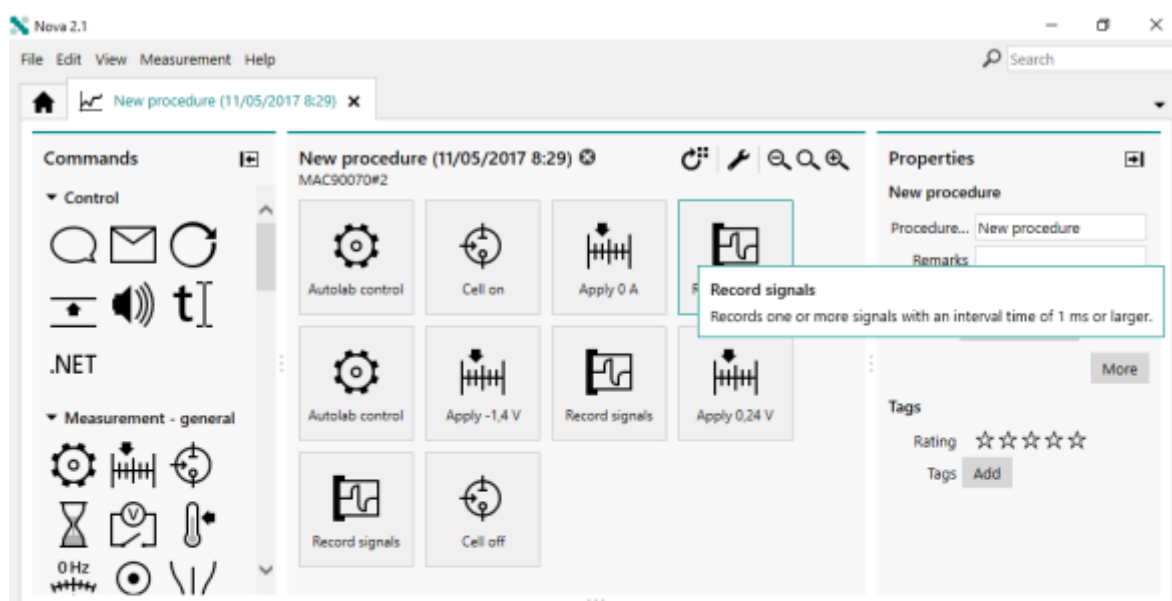 Nova 2.1
File Edit View Measurement Help
Search
New procedure (11/05/2017 8:29)
Commands
Control
t
.NET
Measurement - general
V
0 Hz
New procedure (11/05/2017 8:29)
MAC90070#2
Autolab control
Cell on
Apply 0 A
Autolab control
Apply -1,4 V
Record signals
Apply 0,24 V
Record signals
Cell off
Record signals
Records one or more signals with an interval time of 1 ms or larger.
Properties
New procedure
Procedure... New procedure
Remarks
More
Tags
Rating
Tags Add